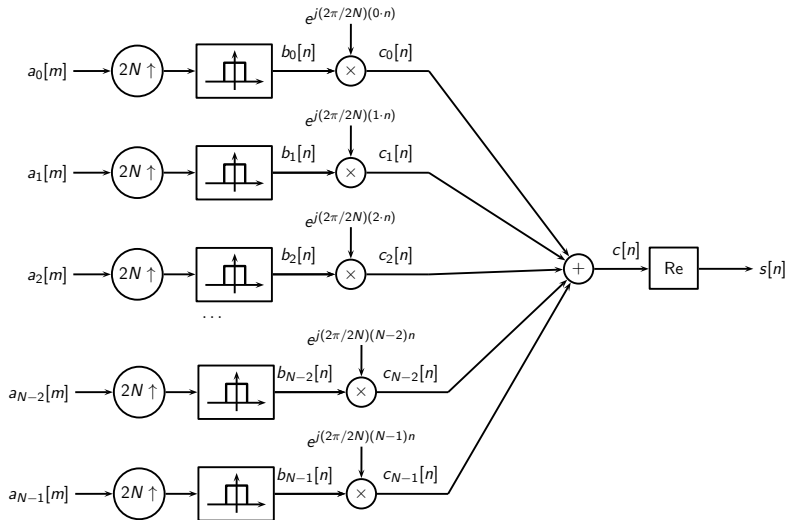 e^{j(2π/2N)(0·n)}
a_0[m] 2N ↑ b_0[n] × c_0[n]
e^{j(2π/2N)(1·n)}
a_1[m] 2N ↑ b_1[n] × c_1[n]
e^{j(2π/2N)(2·n)}
a_2[m] 2N ↑ b_2[n] × c_2[n] + c[n] Re s[n]
...
e^{j(2π/2N)(N−2)n}
a_{N−2}[m] 2N ↑ b_{N−2}[n] × c_{N−2}[n]
e^{j(2π/2N)(N−1)n}
a_{N−1}[m] 2N ↑ b_{N−1}[n] × c_{N−1}[n]